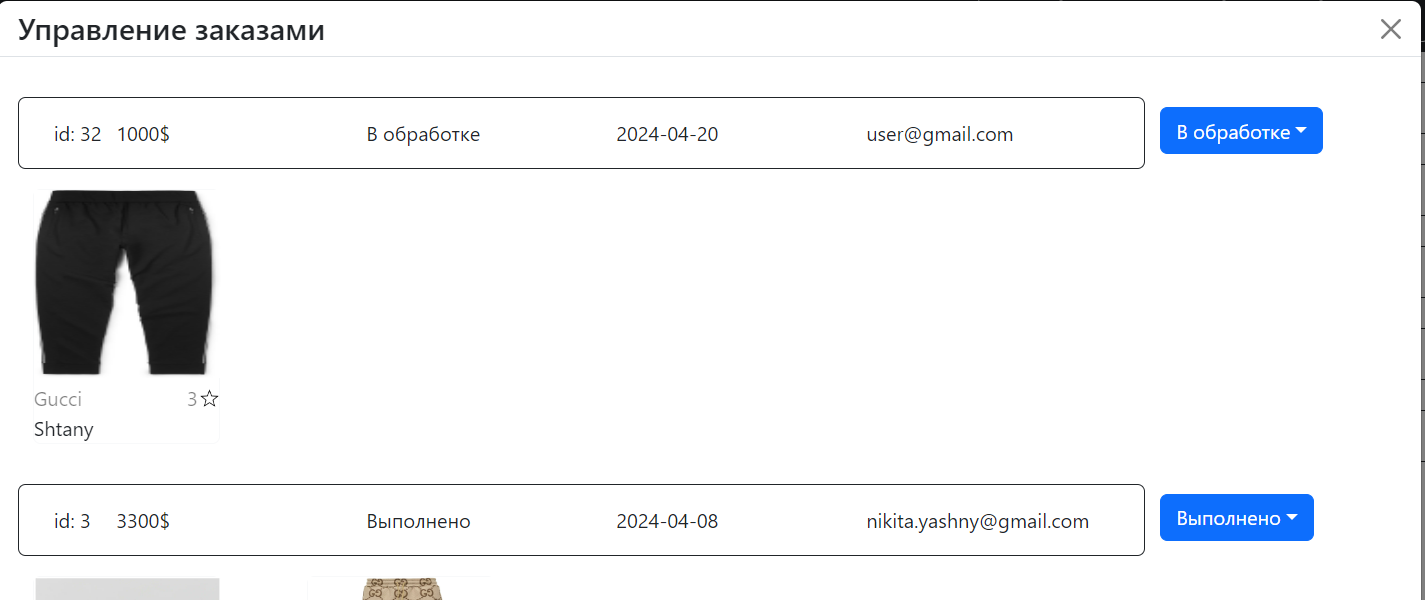 Управление заказами
id: 32 1000$ В обработке 2024-04-20 user@gmail.com В обработке
Gucci 3
Shtany
id: 3 3300$ Выполнено 2024-04-08 nikita.yashny@gmail.com Выполнено